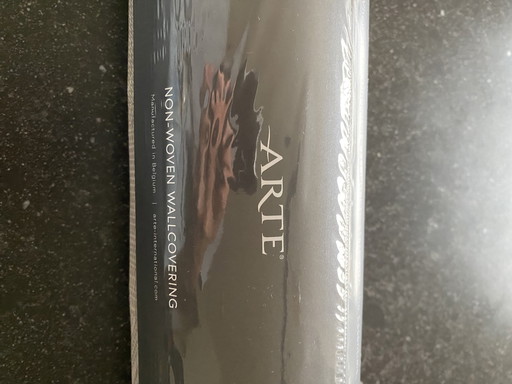 ARTE®
NON-WOVEN WALLCOVERING
Manufactured in Belgium | arte-international.com